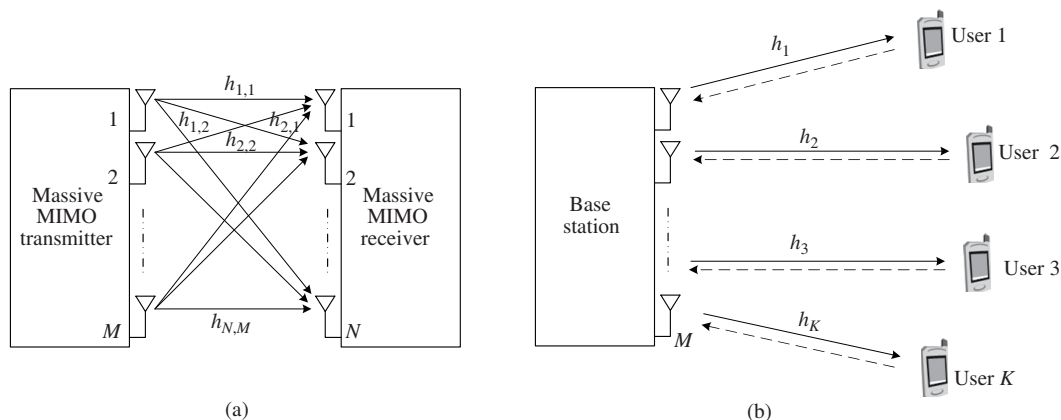 h1,1
1
h1,2
h2,1
1
h2,2
2
2
Massive
MIMO
transmitter
Massive
MIMO
receiver
M
hN,M
N
(a)
h1
User 1
h2
User 2
Base
station
h3
User 3
M
hK
User K
(b)